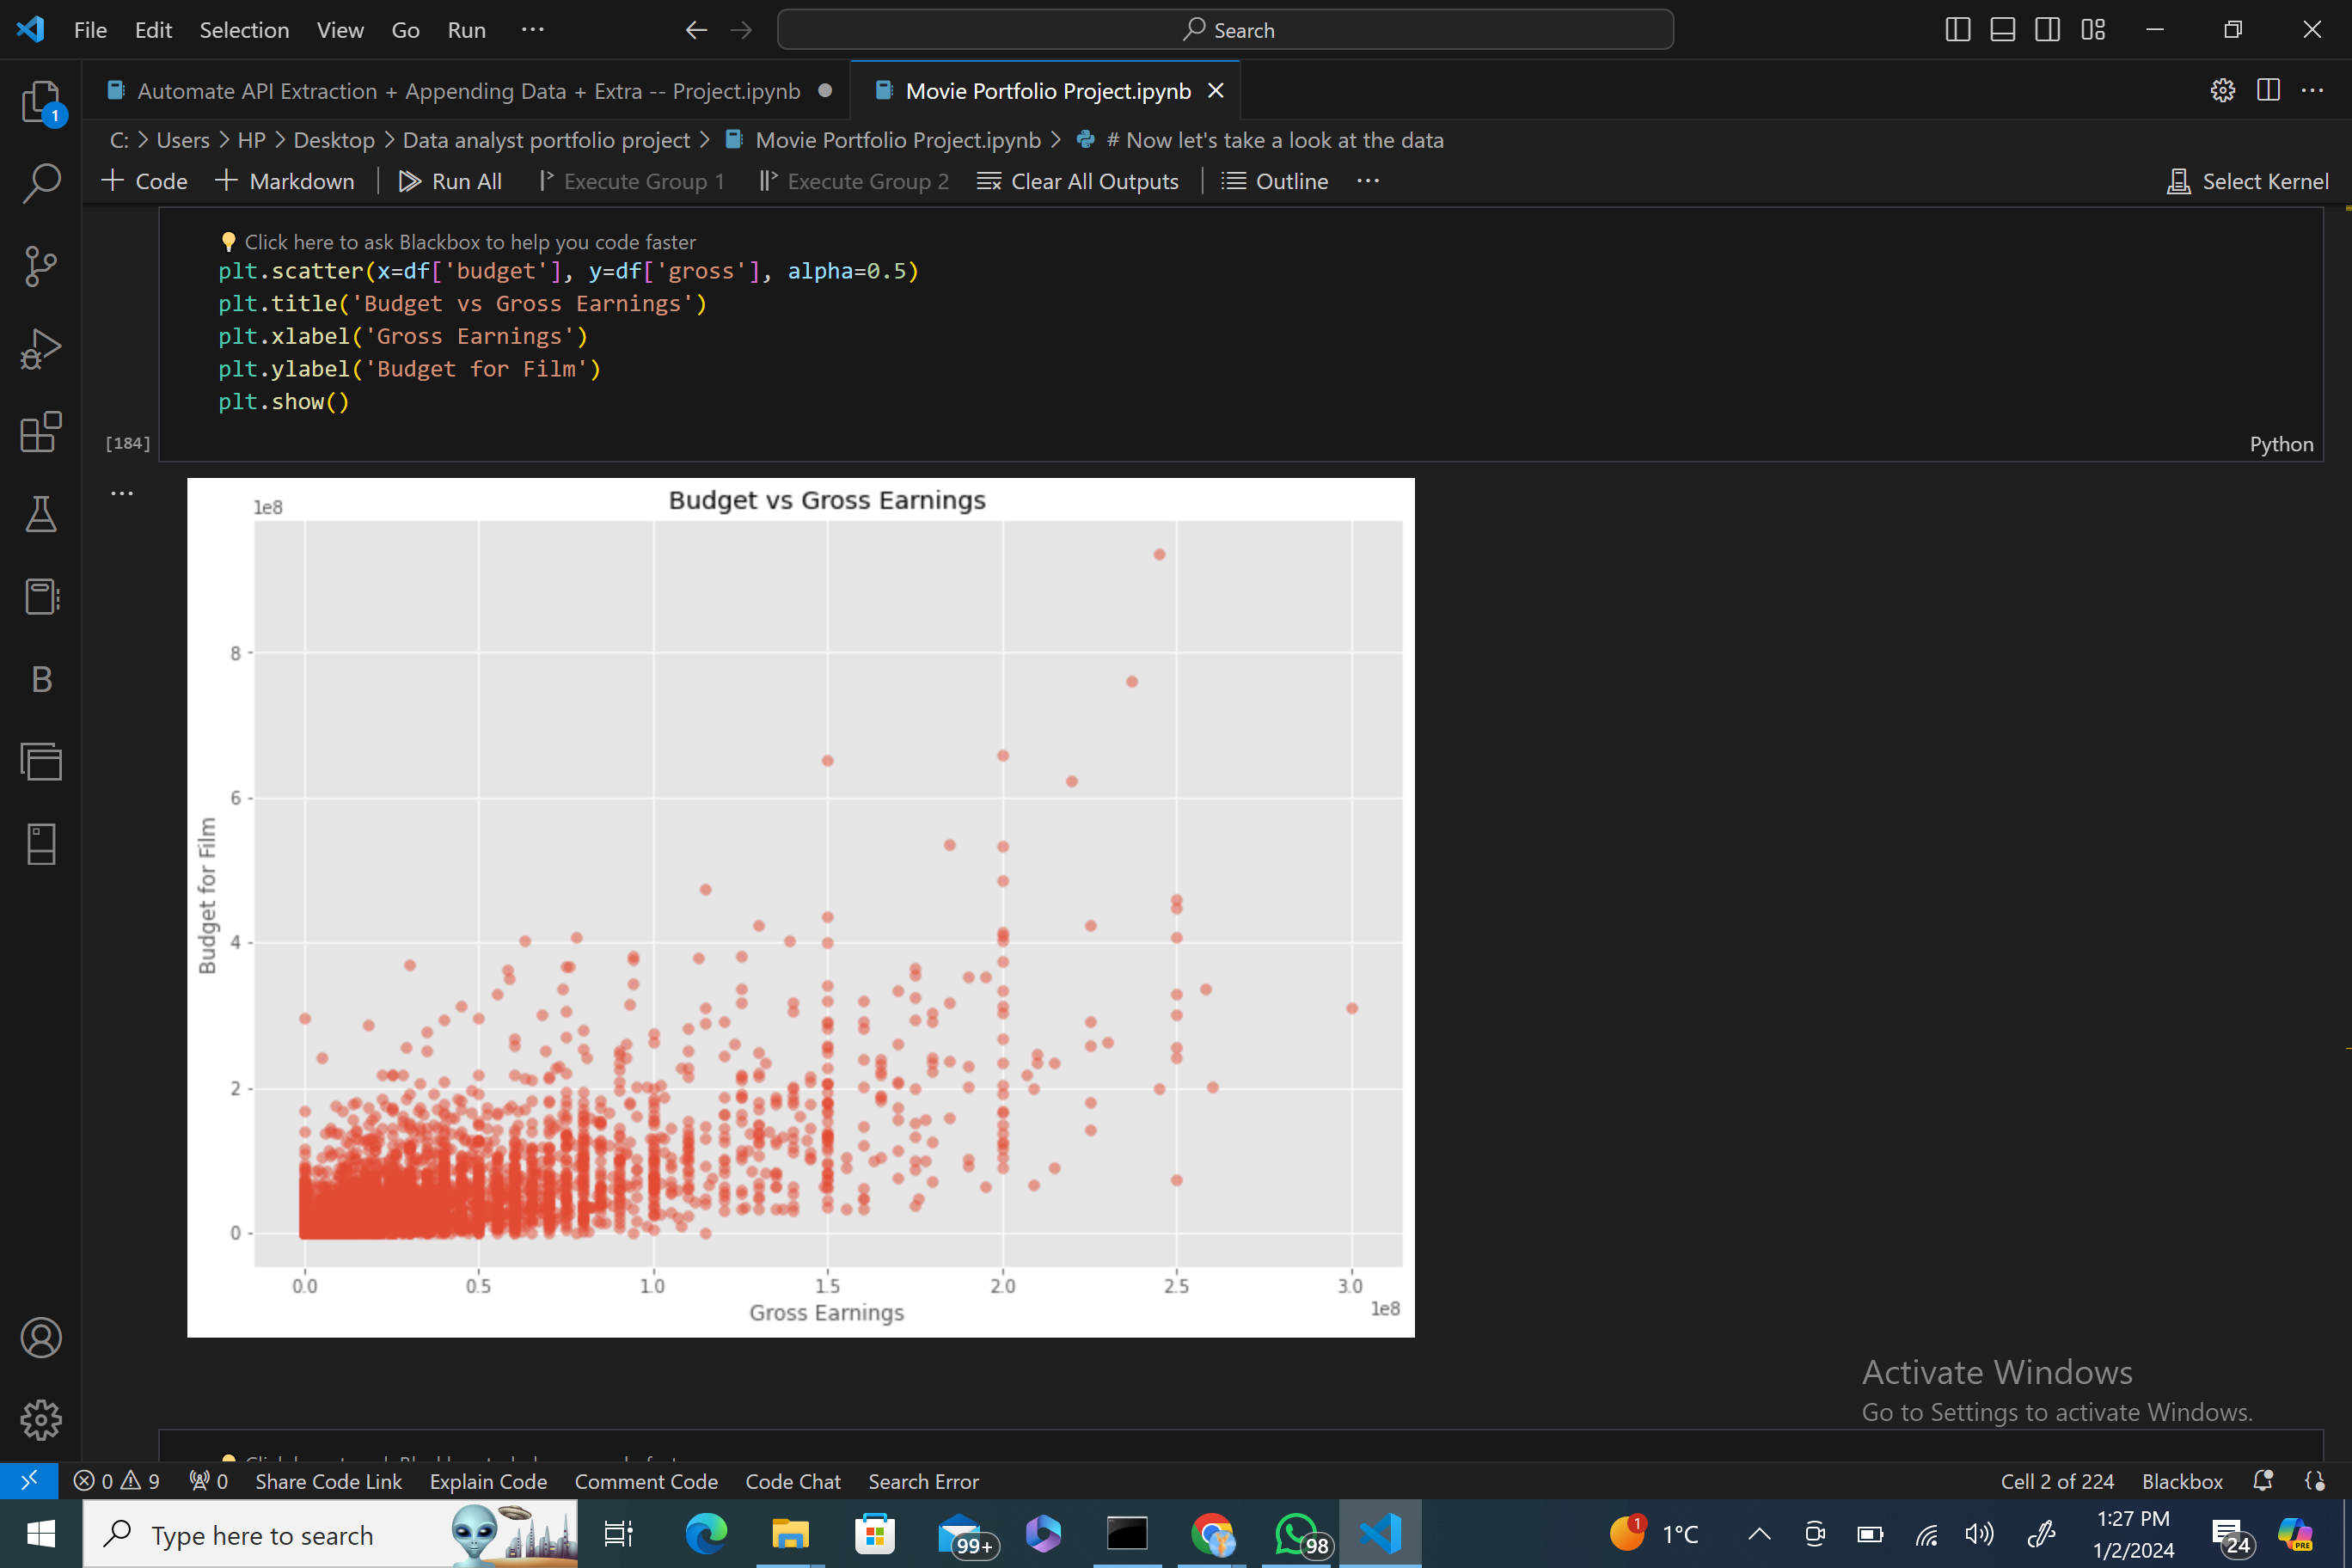 File Edit Selection View Go Run ···
Search
Automate API Extraction + Appending Data + Extra -- Project.ipynb
Movie Portfolio Project.ipynb
C: > Users > HP > Desktop > Data analyst portfolio project > Movie Portfolio Project.ipynb > # Now let's take a look at the data
+ Code + Markdown | Run All Execute Group 1 Execute Group 2 Clear All Outputs | Outline ···
Select Kernel
1
Click here to ask Blackbox to help you code faster
plt.scatter(x=df['budget'], y=df['gross'], alpha=0.5)
plt.title('Budget vs Gross Earnings')
plt.xlabel('Gross Earnings')
plt.ylabel('Budget for Film')
plt.show()
[184]
Python
B
Budget vs Gross Earnings
1e8
8
6
4
2
0
Budget for Film
0.0 0.5 1.0 1.5 2.0 2.5 3.0
1e8
Gross Earnings
Activate Windows
Go to Settings to activate Windows.
0 9 0 Share Code Link Explain Code Comment Code Code Chat Search Error
Cell 2 of 224 Blackbox
Type here to search
99+
98
1
1°C
1:27 PM
1/2/2024
24
PRE